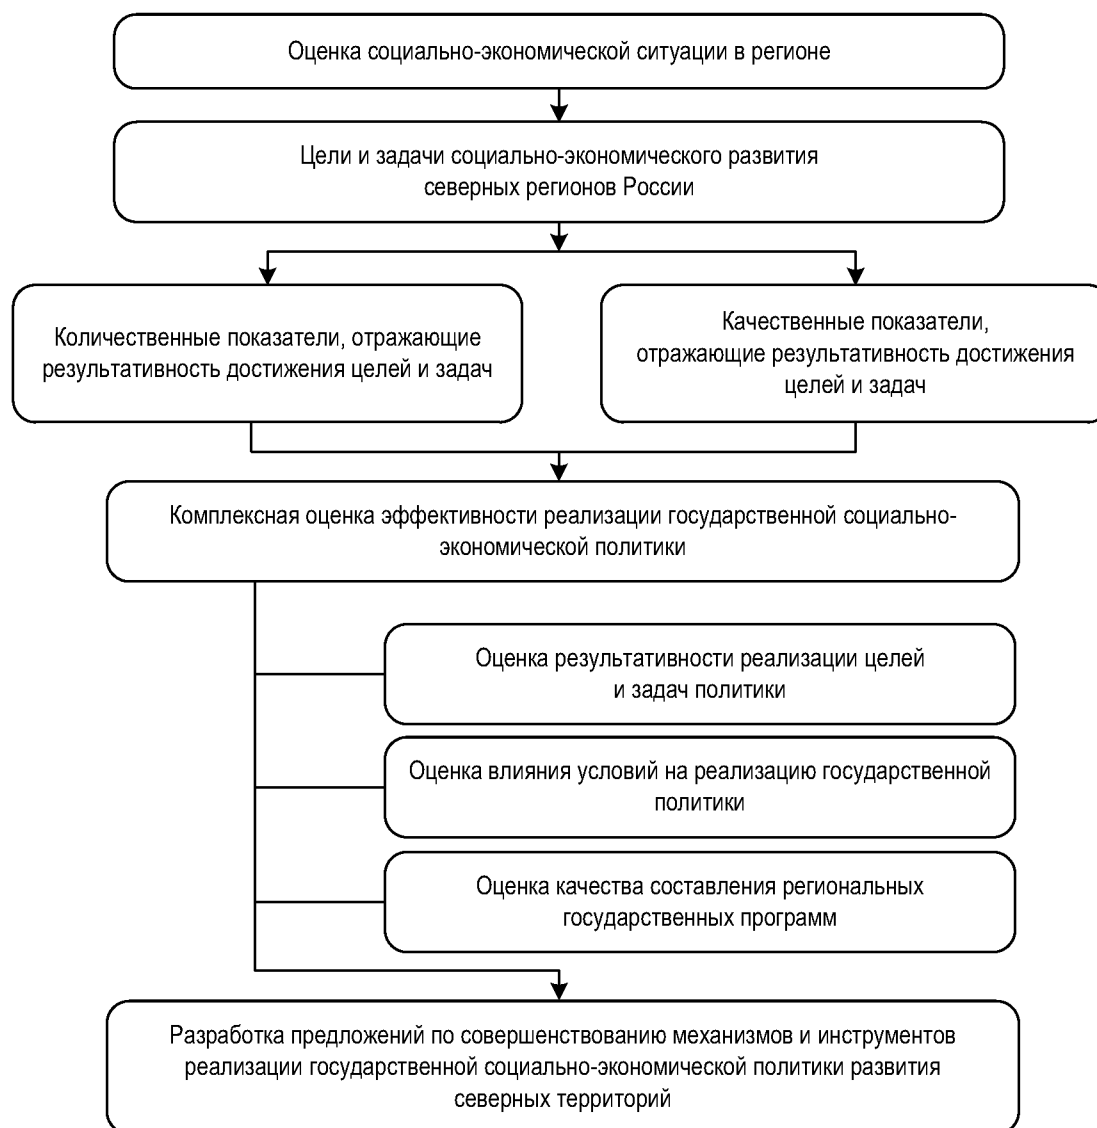 Оценка социально-экономической ситуации в регионе
Цели и задачи социально-экономического развития
северных регионов России
Количественные показатели, отражающие
результативность достижения целей и задач
Качественные показатели,
отражающие результативность достижения
целей и задач
Комплексная оценка эффективности реализации государственной социально-
экономической политики
Оценка результативности реализации целей
и задач политики
Оценка влияния условий на реализацию государственной
политики
Оценка качества составления региональных
государственных программ
Разработка предложений по совершенствованию механизмов и инструментов
реализации государственной социально-экономической политики развития
северных территорий